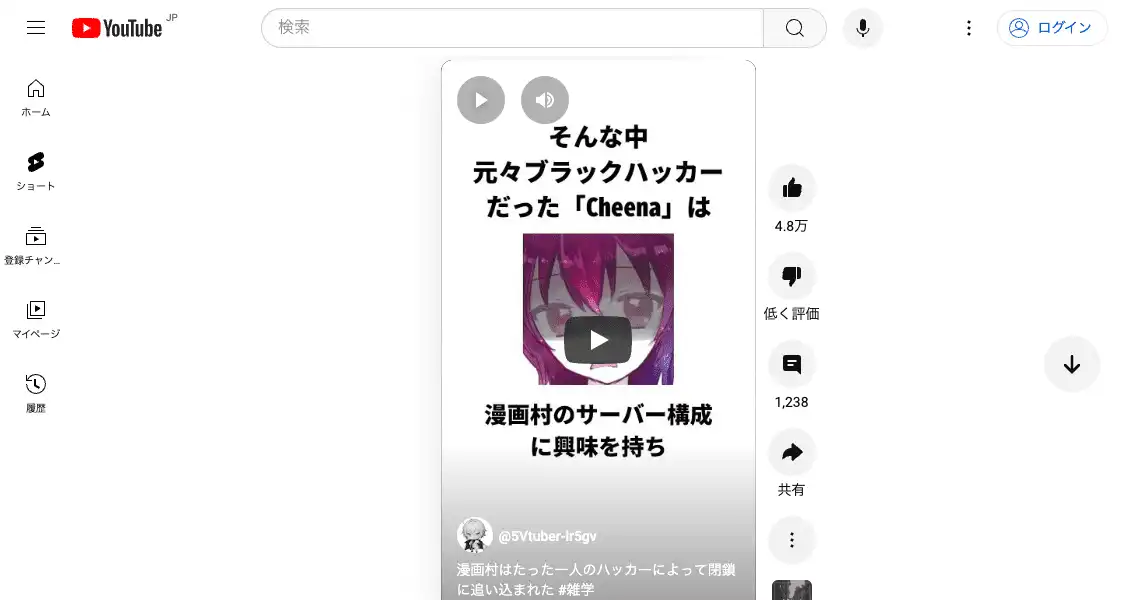 YouTube JP
検索
ログイン
ホーム
ショート
登録チャン...
マイページ
履歴
そんな中
元々ブラックハッカー
だった「Cheena」は
漫画村のサーバー構成
に興味を持ち
@5Vtuber-lr5gv
漫画村はたった一人のハッカーによって閉鎖
に追い込まれた #雑学
4.8万
低く評価
1,238
共有